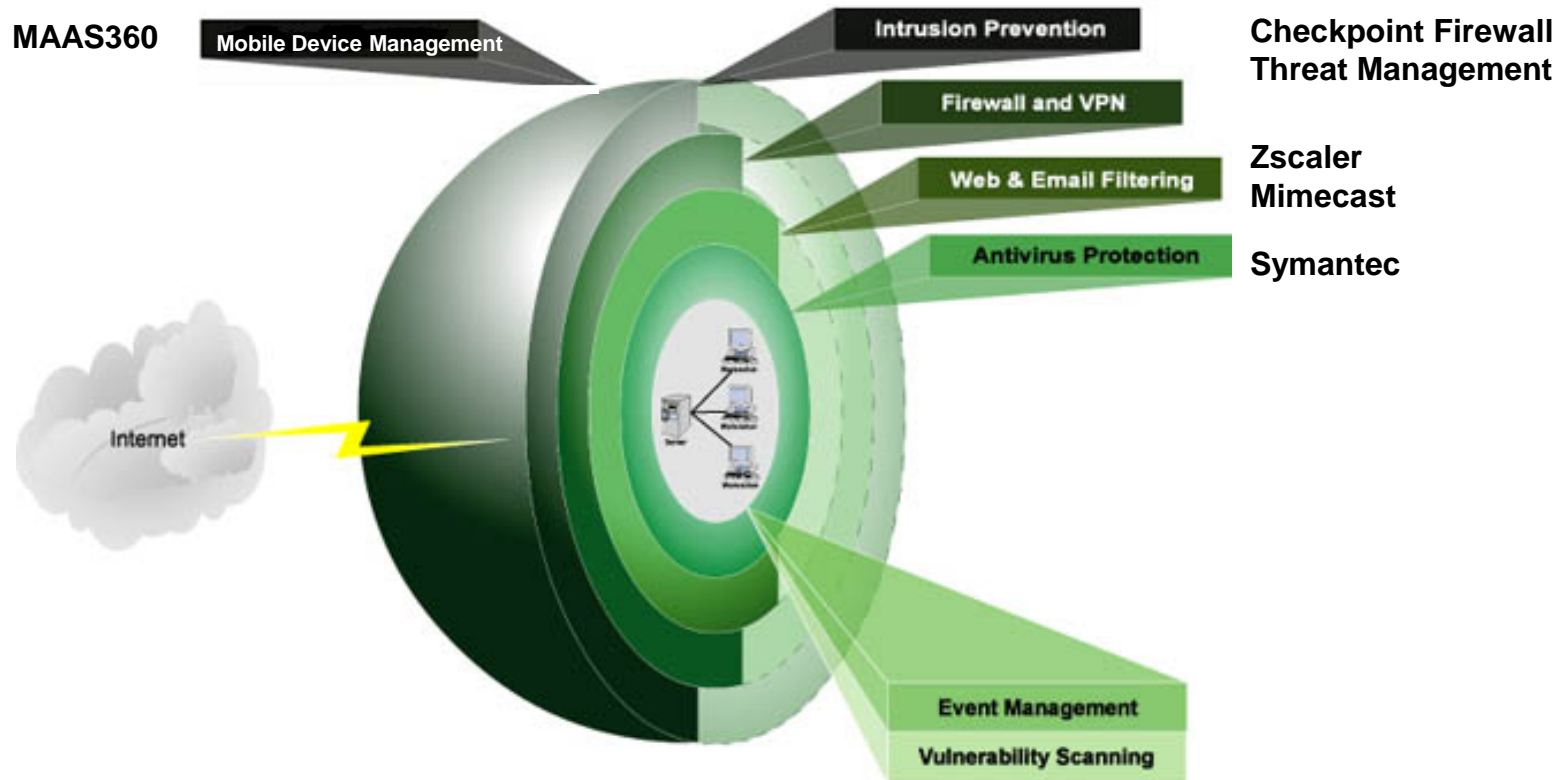 MAAS360
Mobile Device Management
Intrusion Prevention
Checkpoint Firewall
Threat Management
Firewall and VPN
Web & Email Filtering
Zscaler
Mimecast
Antivirus Protection
Symantec
Internet
Server
Event Management
Vulnerability Scanning